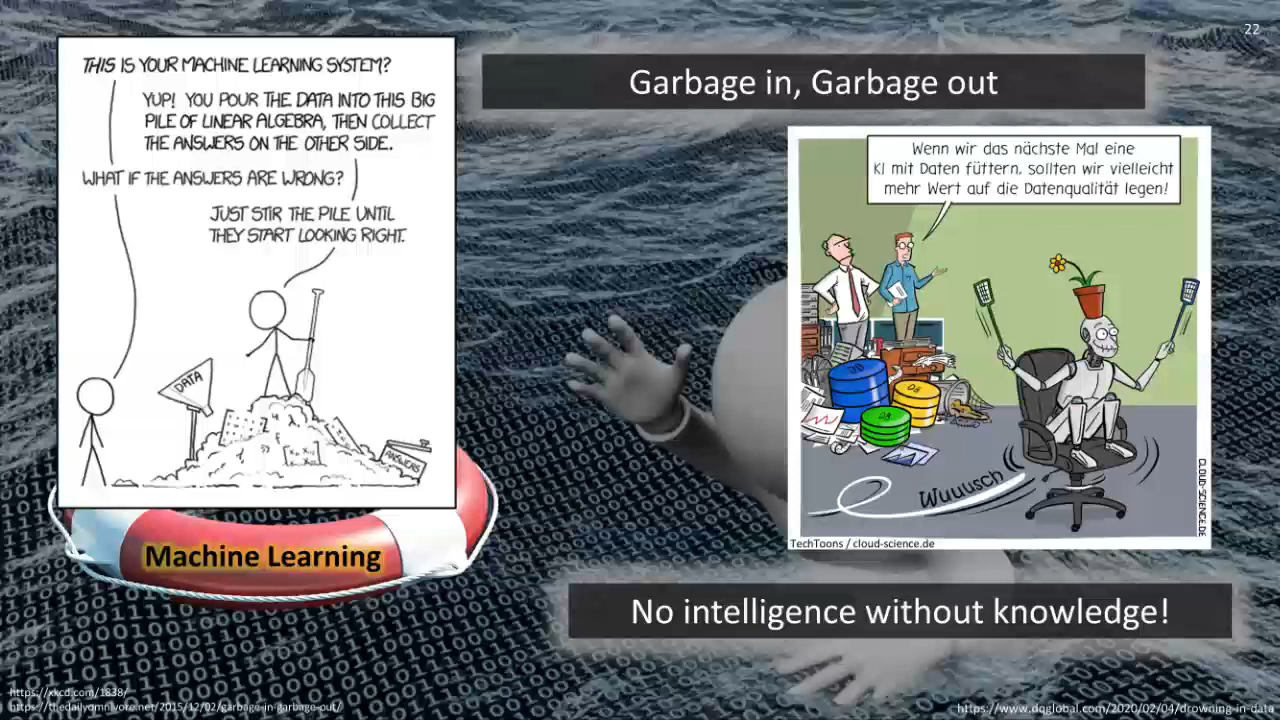 22
THIS IS YOUR MACHINE LEARNING SYSTEM?
YUP! YOU POUR THE DATA INTO THIS BIG
PILE OF LINEAR ALGEBRA, THEN COLLECT
THE ANSWERS ON THE OTHER SIDE.
WHAT IF THE ANSWERS ARE WRONG?
JUST STIR THE PILE UNTIL
THEY START LOOKING RIGHT.
DATA
ANSWERS
Machine Learning
Garbage in, Garbage out
Wenn wir das nächste Mal eine
KI mit Daten füttern, sollten wir vielleicht
mehr Wert auf die Datenqualität legen!
DB
DB
DB
Wuuusch
CLOUD-SCIENCE.DE
TechToons / cloud-science.de
No intelligence without knowledge!
https://xkcd.com/1838/
https://thedailyomnivore.net/2015/12/02/garbage-in-garbage-out/
https://www.dqglobal.com/2020/02/04/drowning-in-data